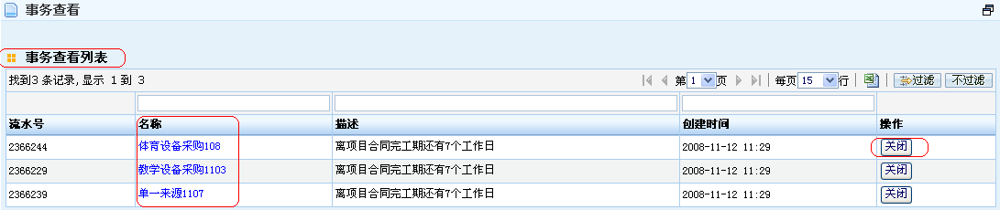 事务查看
事务查看列表
找到3 条记录, 显示 1 到 3 第 1 页 每页 15 行 过滤 不过滤
流水号 名称 描述 创建时间 操作
2366244 体育设备采购108 离项目合同完工期还有7个工作日 2008-11-12 11:29 关闭
2366229 教学设备采购1103 离项目合同完工期还有7个工作日 2008-11-12 11:29 关闭
2366239 单一来源1107 离项目合同完工期还有7个工作日 2008-11-12 11:29 关闭